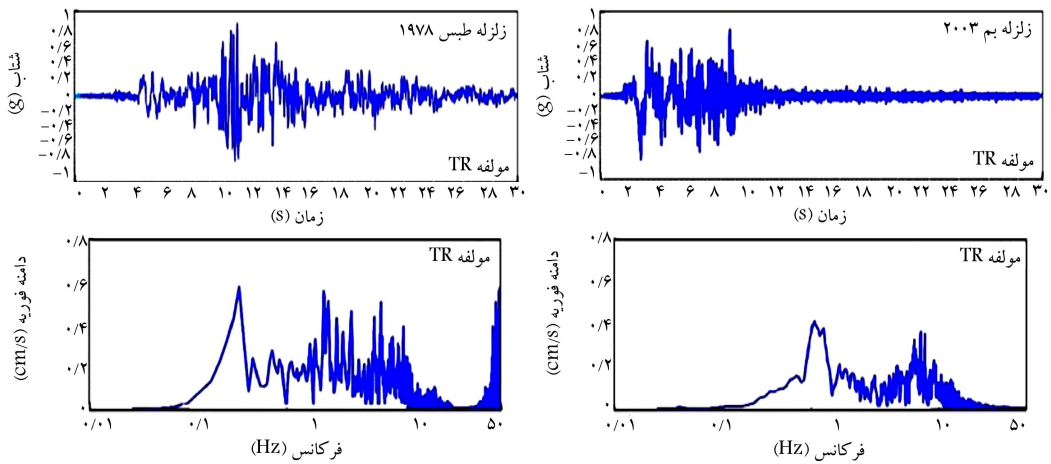 زلزله طبس ۱۹۷۸
شتاب (g)
۱
۰/۸
۰/۶
۰/۴
۰/۲
۰
−۰/۲
−۰/۴
−۰/۶
−۰/۸
−۱
مولفه TR
۰ ۲ ۴ ۶ ۸ ۱۰ ۱۲ ۱۴ ۱۶ ۱۸ ۲۰ ۲۲ ۲۴ ۲۶ ۲۸ ۳۰
زمان (s)
زلزله بم ۲۰۰۳
شتاب (g)
۱
۰/۸
۰/۶
۰/۴
۰/۲
۰
−۰/۲
−۰/۴
−۰/۶
−۰/۸
−۱
مولفه TR
۰ ۲ ۴ ۶ ۸ ۱۰ ۱۲ ۱۴ ۱۶ ۱۸ ۲۰ ۲۲ ۲۴ ۲۶ ۲۸ ۳۰
زمان (s)
مولفه TR
دامنه فوریه (cm/s)
۰/۸
۰/۶
۰/۴
۰/۲
۰
۰/۰۱ ۰/۱ ۱ ۱۰ ۵۰
فرکانس (Hz)
مولفه TR
دامنه فوریه (cm/s)
۰/۸
۰/۶
۰/۴
۰/۲
۰
۰/۰۱ ۰/۱ ۱ ۱۰ ۵۰
فرکانس (Hz)